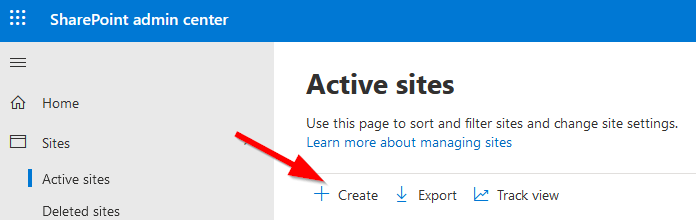 SharePoint admin center
Home
Sites
Active sites
Deleted sites
Active sites
Use this page to sort and filter sites and change site settings.
Learn more about managing sites
Create Export Track view